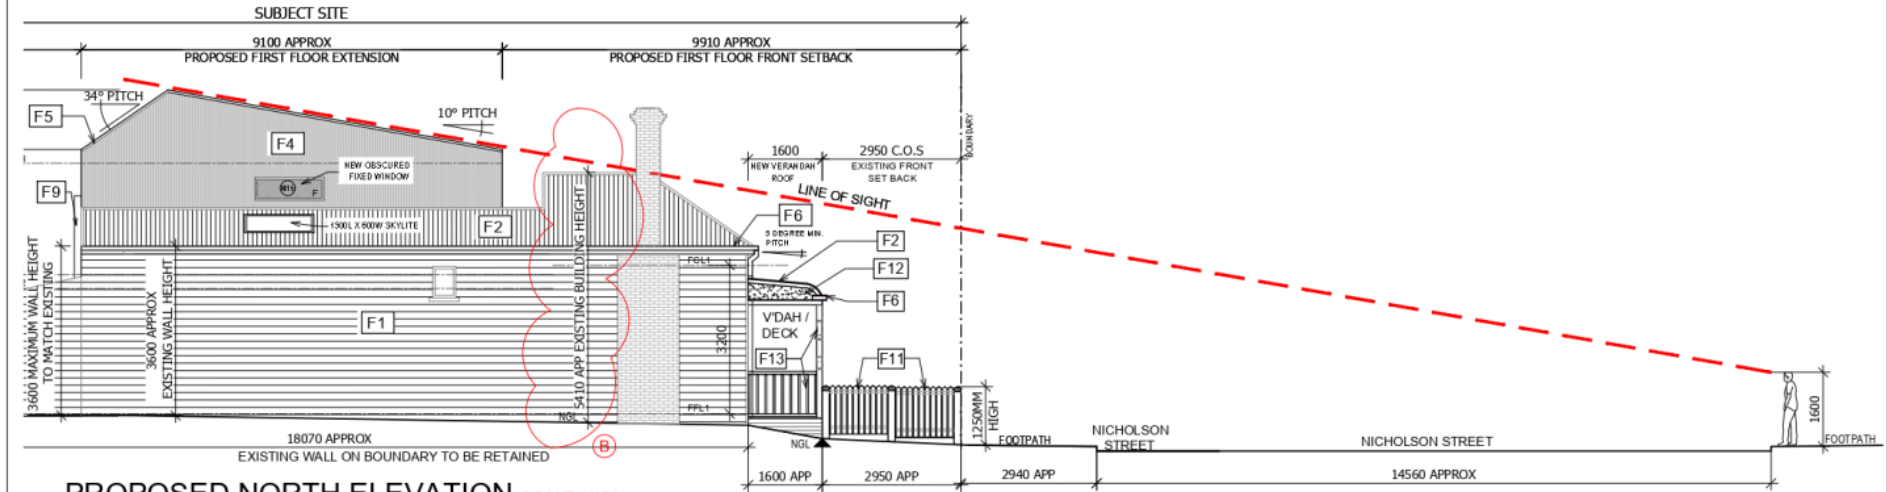 SUBJECT SITE
9100 APPROX
PROPOSED FIRST FLOOR EXTENSION
9910 APPROX
PROPOSED FIRST FLOOR FRONT SETBACK
34° PITCH
F5
10° PITCH
F4
NEW OBSCURED
FIXED WINDOW
F
F9
1600
NEW VERANDAH
ROOF
2950 C.O.S
EXISTING FRONT
SET BACK
BOUNDARY
LINE OF SIGHT
F2
F6
5 DEGREE MIN.
PITCH
F2
F12
F6
FCL1
3600 MAXIMUM WALL HEIGHT
TO MATCH EXISTING
3600 APPROX
EXISTING WALL HEIGHT
F1
5410 APP EXISTING BUILDING HEIGHT
3200
V'DAH /
DECK
F13
F11
FFL1
NGL
1250MM
HIGH
1600
18070 APPROX
EXISTING WALL ON BOUNDARY TO BE RETAINED
B
NGL
FOOTPATH
NICHOLSON
STREET
NICHOLSON STREET
FOOTPATH
1600 APP
2950 APP
2940 APP
14560 APPROX
PROPOSED NORTH ELEVATION